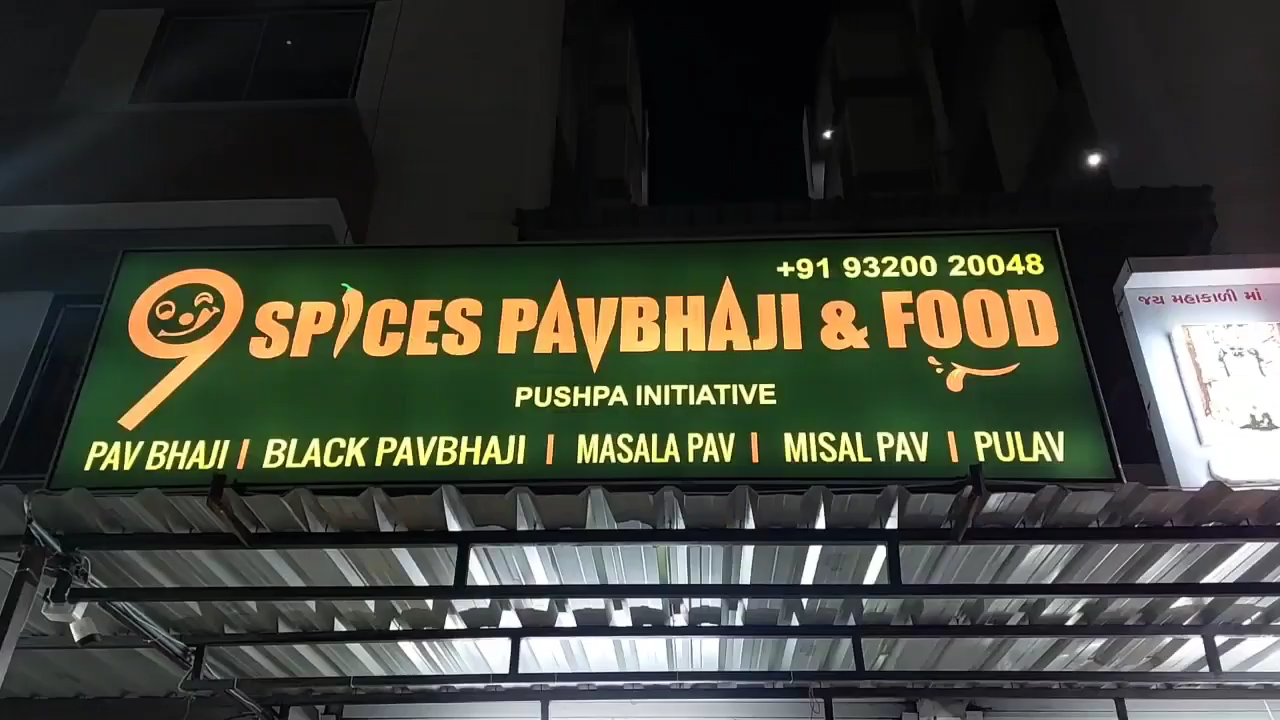 +91 93200 20048
9 SPICES PAVBHAJI & FOOD
PUSHPA INITIATIVE
PAV BHAJI | BLACK PAVBHAJI | MASALA PAV | MISAL PAV | PULAV
જય મહાકાળી માં